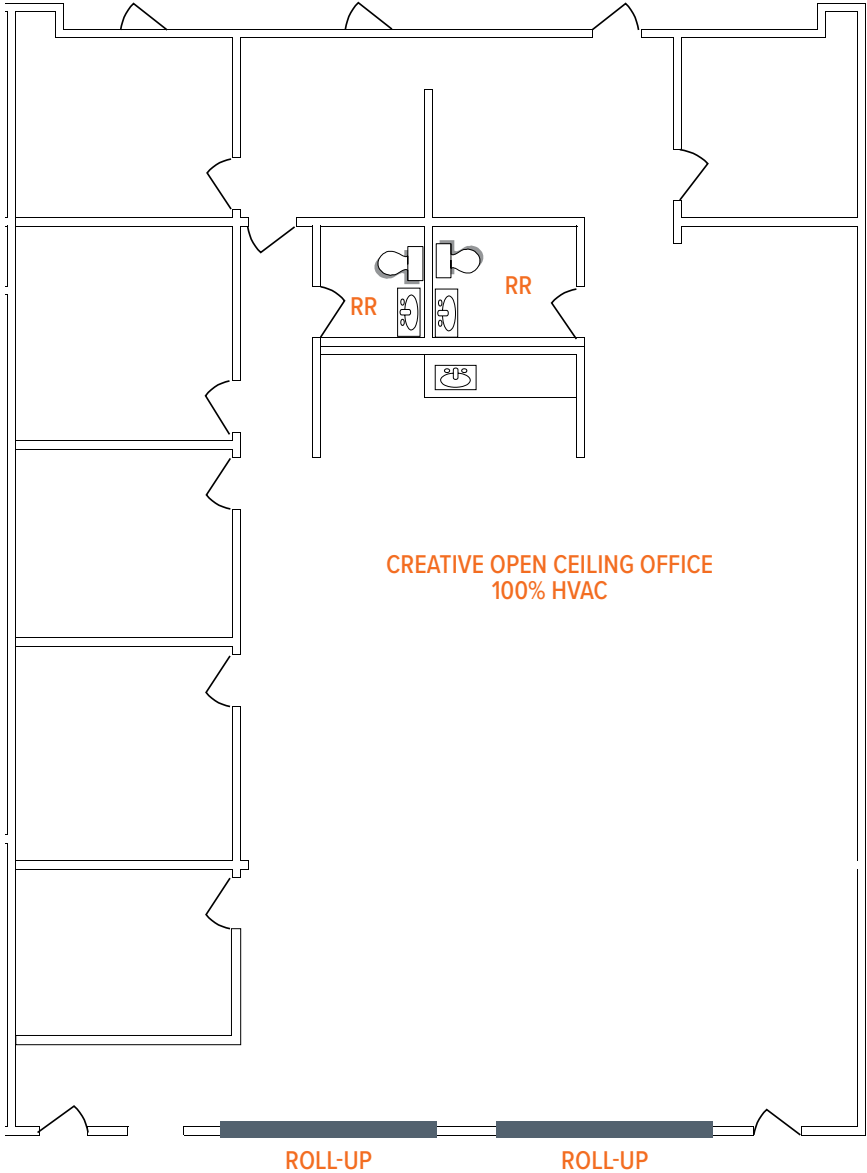 RR
RR
CREATIVE OPEN CEILING OFFICE
100% HVAC
ROLL-UP
ROLL-UP